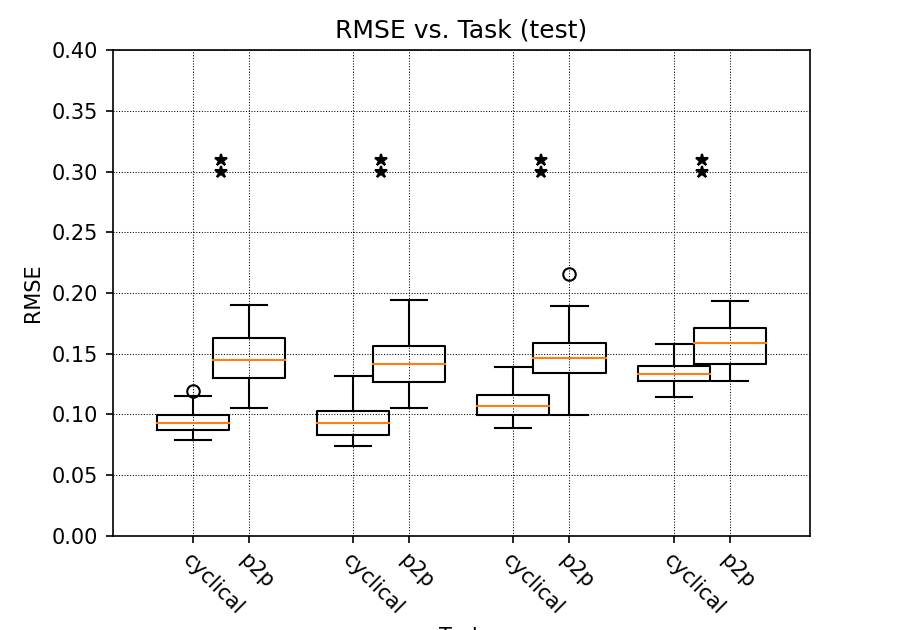 RMSE vs. Task (test)
0.40
0.35
0.30
0.25
0.20
0.15
0.10
0.05
0.00
RMSE
cyclical
p2p
cyclical
p2p
cyclical
p2p
cyclical
p2p